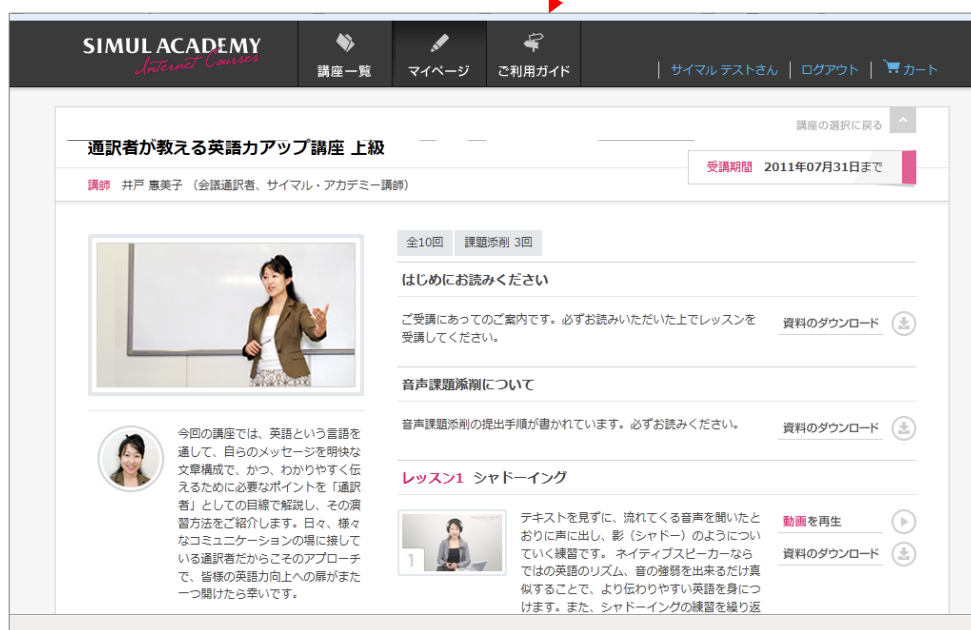 SIMUL ACADEMY
Internet Courses
講座一覧
マイページ
ご利用ガイド
サイマル テストさん
ログアウト
カート
講座の選択に戻る
通訳者が教える英語力アップ講座 上級
受講期間 2011年07月31日まで
講師 井戸 惠美子 （会議通訳者、サイマル・アカデミー講師）
全10回 課題添削 3回
はじめにお読みください
ご受講にあってのご案内です。必ずお読みいただいた上でレッスンを
受講してください。
資料のダウンロード
音声課題添削について
音声課題添削の提出手順が書かれています。必ずお読みください。
資料のダウンロード
今回の講座では、英語という言語を
通して、自らのメッセージを明快な
文章構成で、かつ、わかりやすく伝
えるために必要なポイントを「通訳
者」としての目線で解説し、その演
習方法をご紹介します。日々、様々
なコミュニケーションの場に接して
いる通訳者だからこそのアプローチ
で、皆様の英語力向上への扉がまた
一つ開けたら幸いです。
レッスン1 シャドーイング
1
テキストを見ずに、流れてくる音声を聞いたと
おりに声に出し、影（シャドー）のようについ
ていく練習です。 ネイティブスピーカーなら
ではの英語のリズム、音の強弱を出来るだけ真
似することで、より伝わりやすい英語を身につ
けます。また、シャドーイングの練習を繰り返
動画を再生
資料のダウンロード